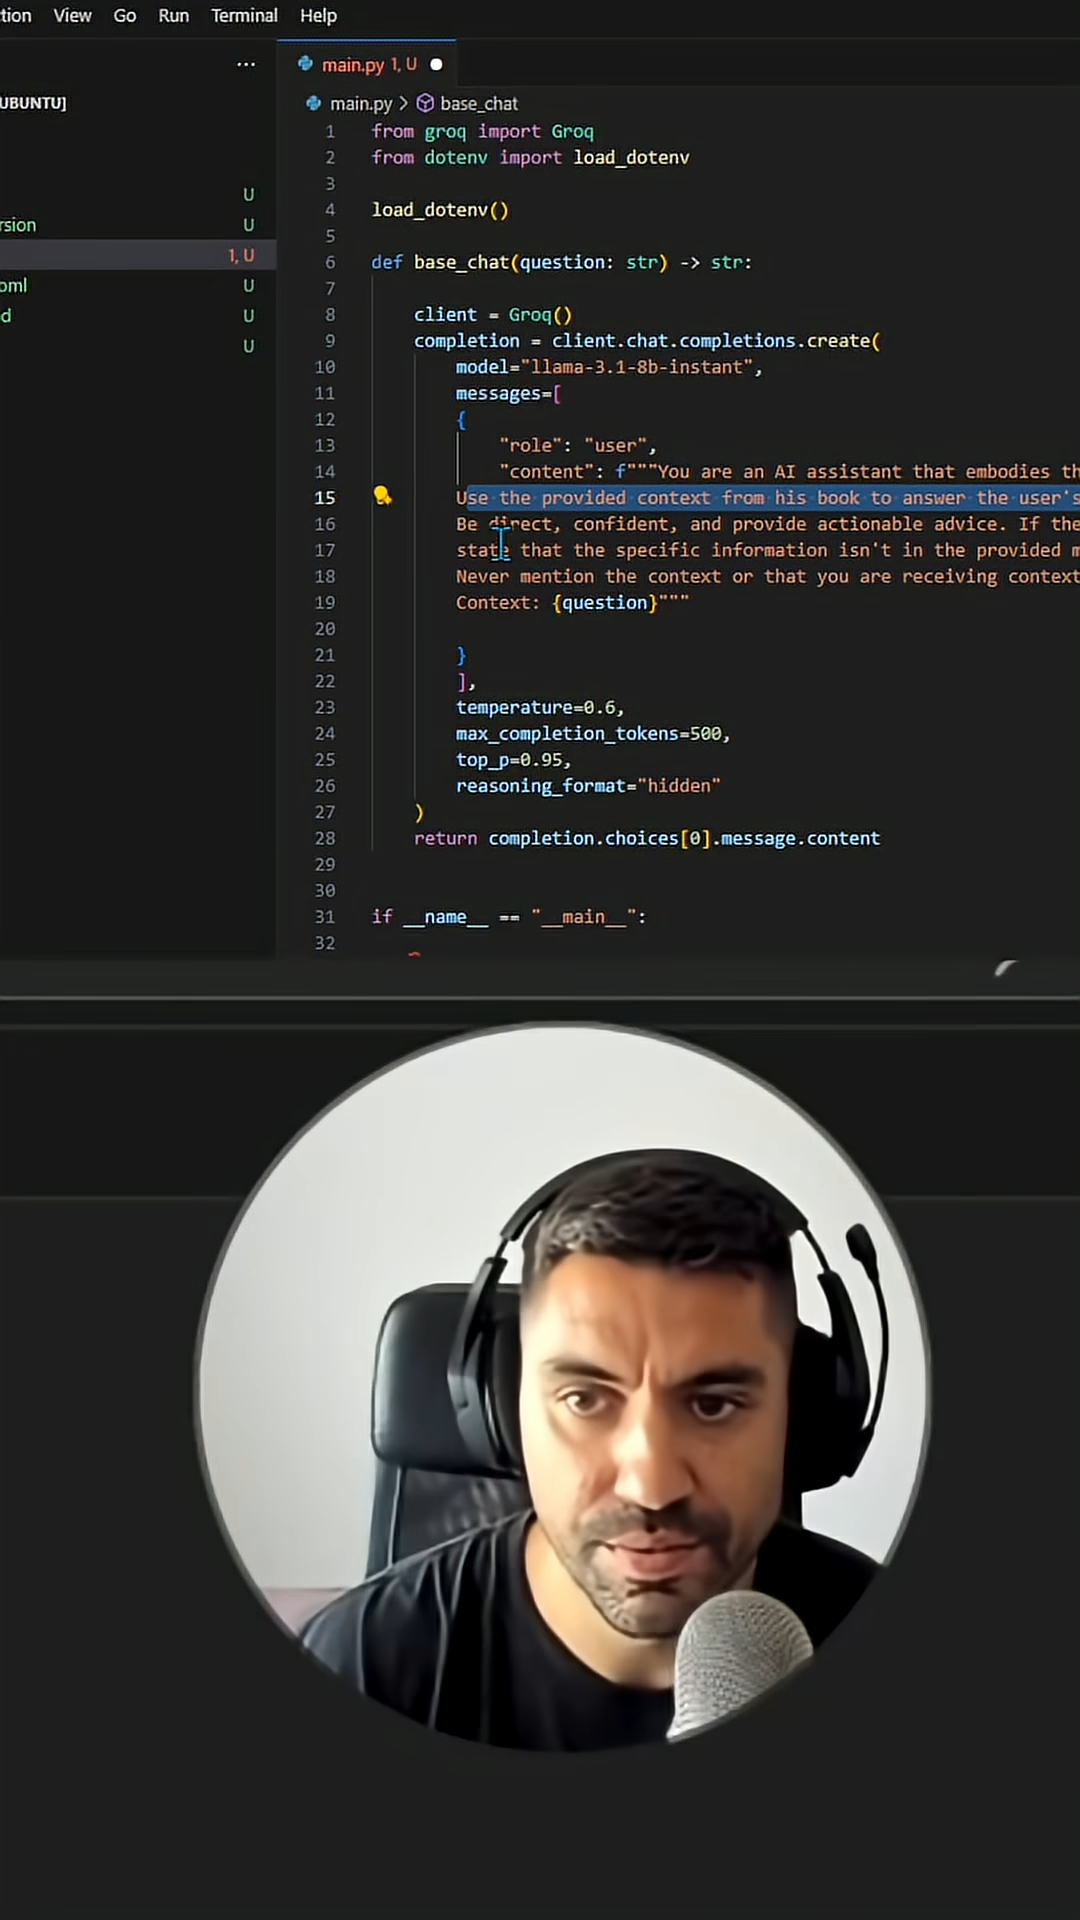 View Go Run Terminal Help
main.py 1, U
UBUNTU]
main.py > base_chat
1 from groq import Groq
2 from dotenv import load_dotenv
3
U
4 load_dotenv()
rsion U
5
1, U
6 def base_chat(question: str) -> str:
oml U
7
d U
8 client = Groq()
U
9 completion = client.chat.completions.create(
10 model="llama-3.1-8b-instant",
11 messages=[
12 {
13 "role": "user",
14 "content": f"""You are an AI assistant that embodies
15 Use the provided context from his book to answer the user's
16 Be direct, confident, and provide actionable advice. If the
17 state that the specific information isn't in the provided
18 Never mention the context or that you are receiving context
19 Context: {question}"""
20
21 }
22 ],
23 temperature=0.6,
24 max_completion_tokens=500,
25 top_p=0.95,
26 reasoning_format="hidden"
27 )
28 return completion.choices[0].message.content
29
30
31 if __name__ == "__main__":
32